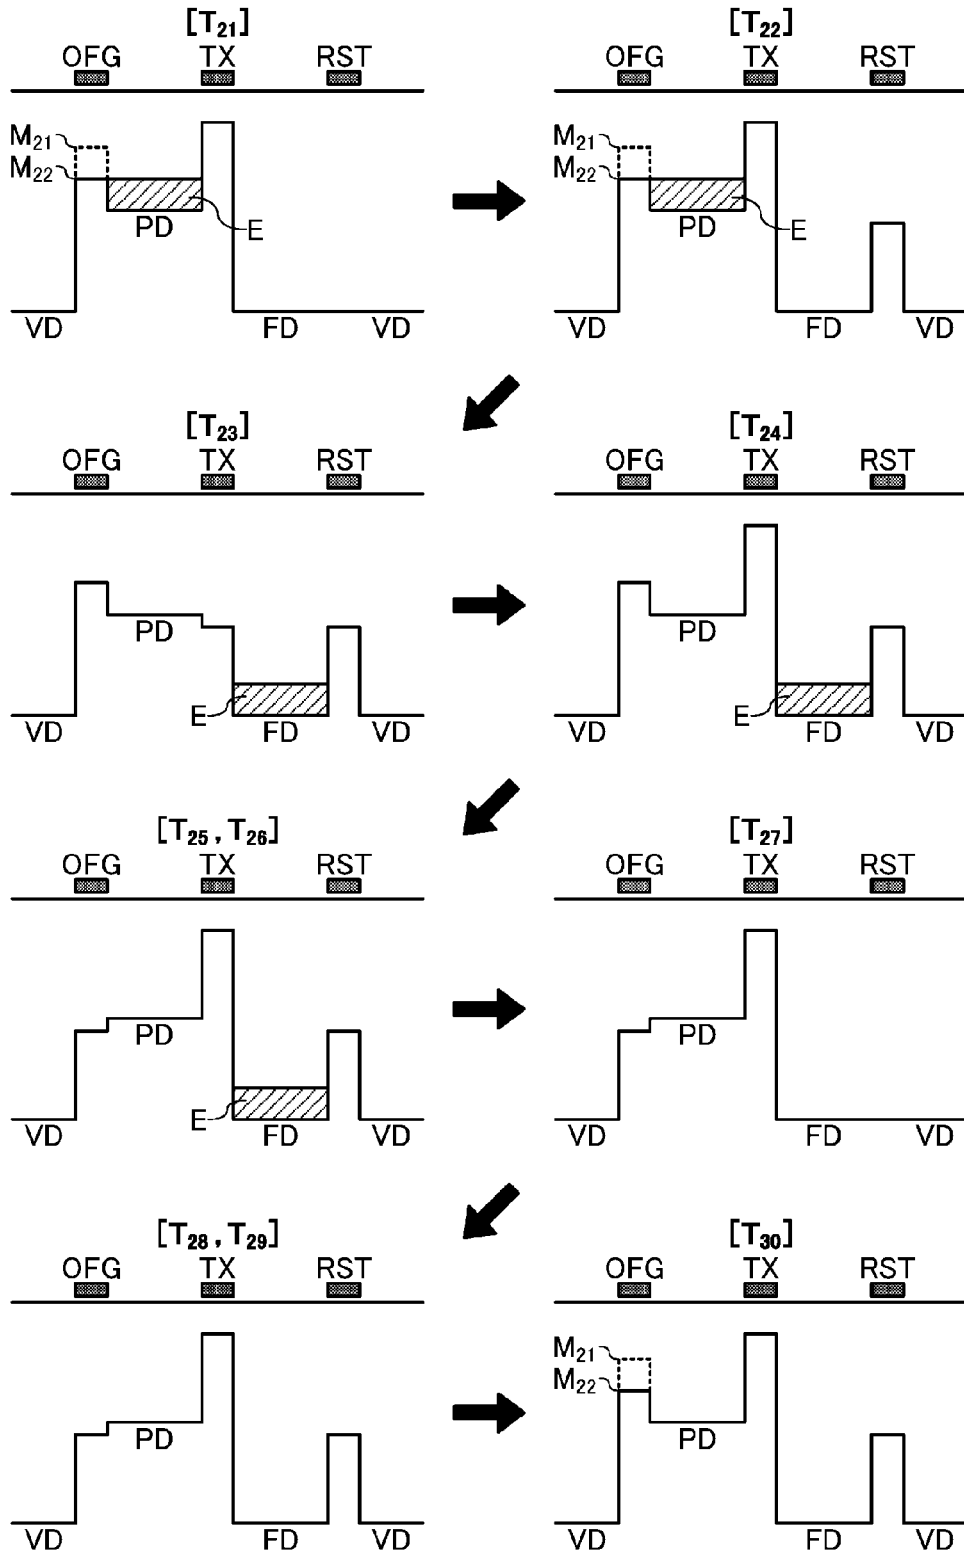 [T21]
OFG TX RST
M21
M22
PD
E
VD FD VD
[T22]
OFG TX RST
M21
M22
PD
E
VD FD VD
[T23]
OFG TX RST
PD
E
VD FD VD
[T24]
OFG TX RST
PD
E
VD FD VD
[T25, T26]
OFG TX RST
PD
E
VD FD VD
[T27]
OFG TX RST
PD
VD FD VD
[T28, T29]
OFG TX RST
PD
VD FD VD
[T30]
OFG TX RST
M21
M22
PD
VD FD VD